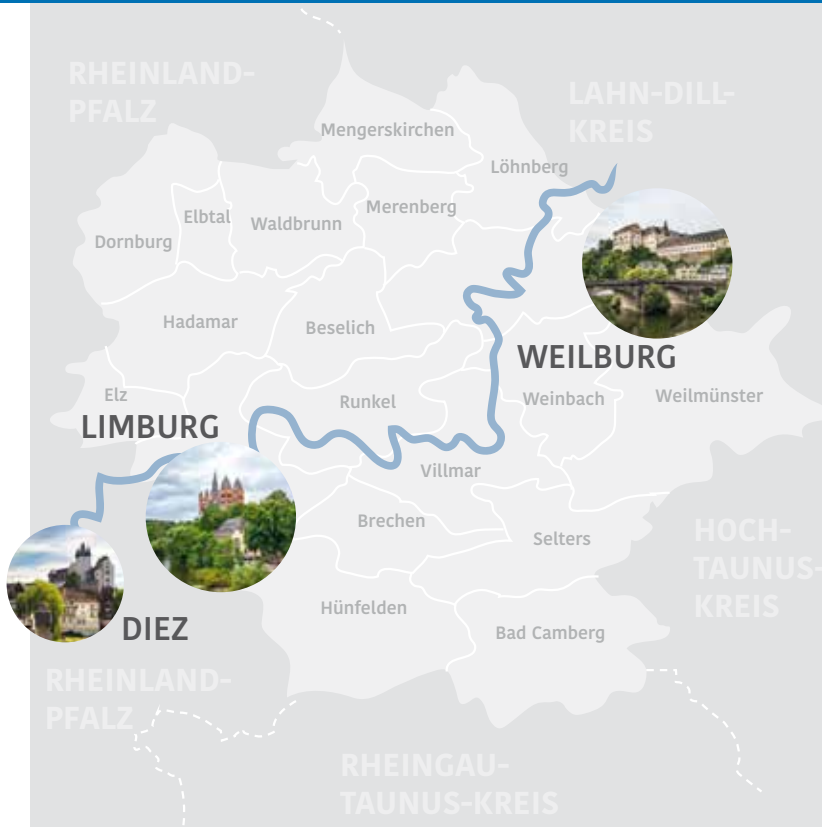 RHEINLAND-
PFALZ
LAHN-DILL-
KREIS
Mengerskirchen
Löhnberg
Merenberg
Elbtal
Waldbrunn
Dornburg
Hadamar
Beselich
WEILBURG
Elz
Runkel
Weinbach
Weilmünster
LIMBURG
Villmar
Brechen
Selters
HOCH-
TAUNUS-
KREIS
Hünfelden
DIEZ
Bad Camberg
RHEINLAND-
PFALZ
RHEINGAU-
TAUNUS-KREIS